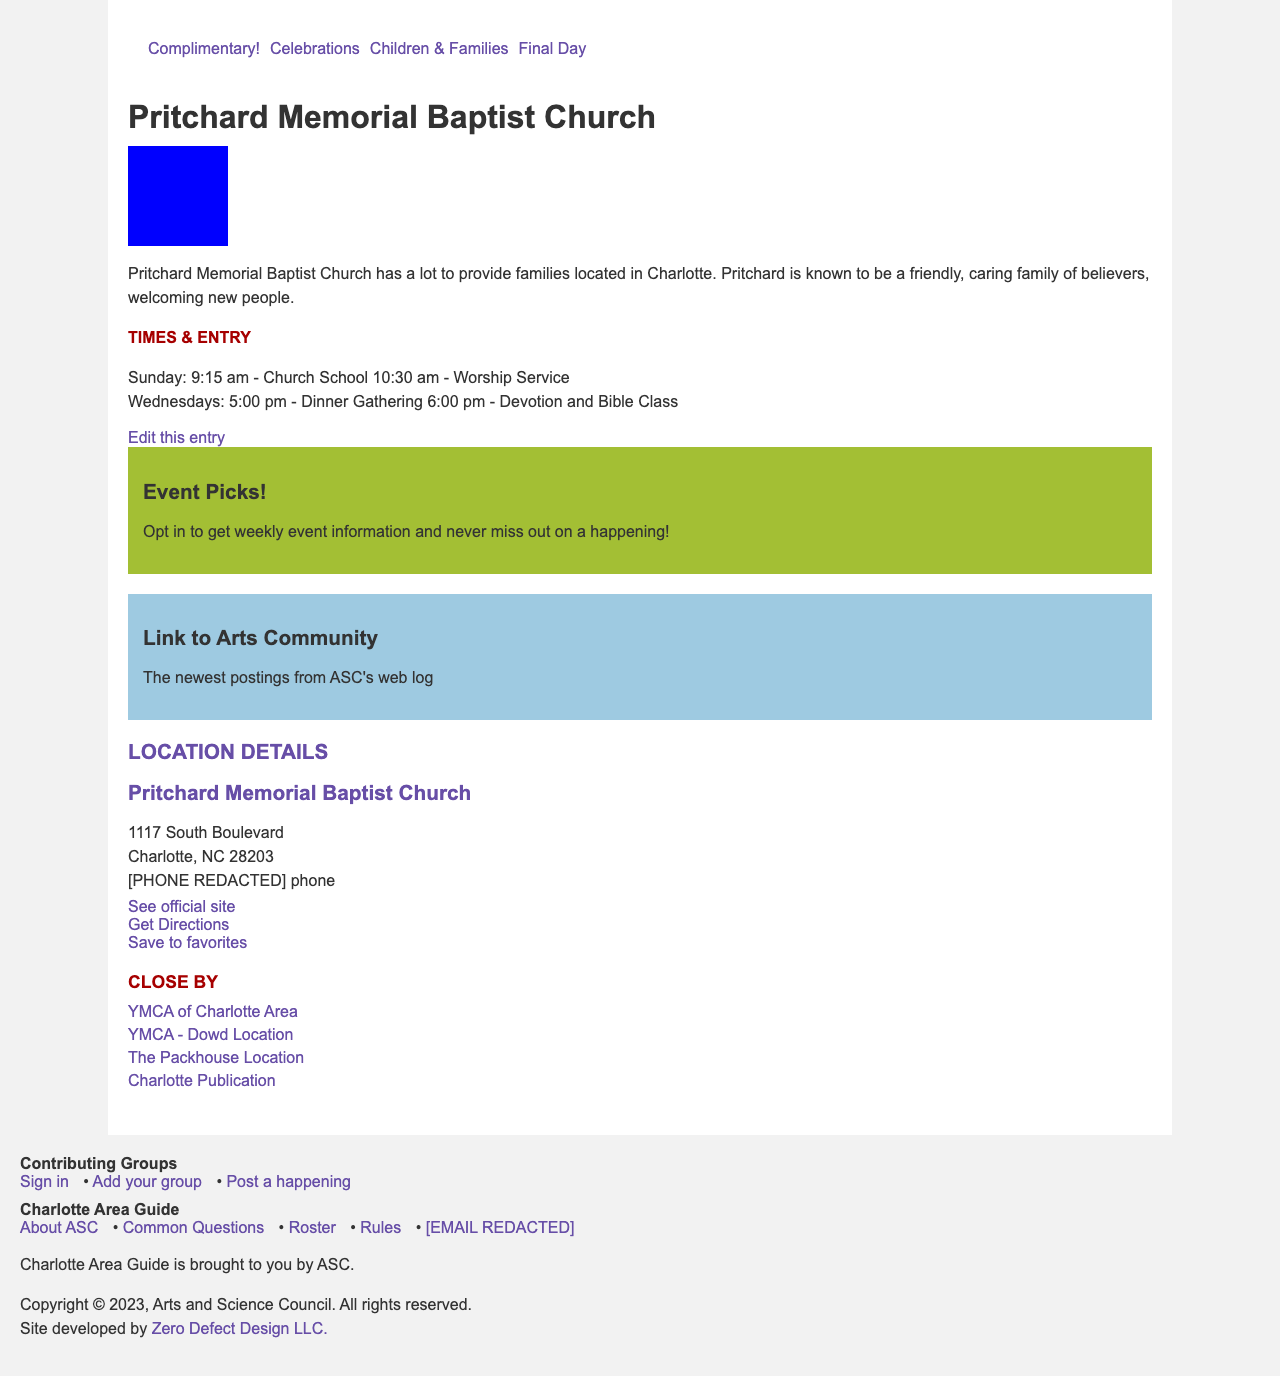 Complimentary! Celebrations Children & Families Final Day
Pritchard Memorial Baptist Church
Pritchard Memorial Baptist Church has a lot to provide families located in Charlotte. Pritchard is known to be a friendly, caring family of believers,
welcoming new people.
TIMES & ENTRY
Sunday: 9:15 am - Church School 10:30 am - Worship Service
Wednesdays: 5:00 pm - Dinner Gathering 6:00 pm - Devotion and Bible Class
Edit this entry
Event Picks!
Opt in to get weekly event information and never miss out on a happening!
Link to Arts Community
The newest postings from ASC's web log
LOCATION DETAILS
Pritchard Memorial Baptist Church
1117 South Boulevard
Charlotte, NC 28203
[PHONE REDACTED] phone
See official site
Get Directions
Save to favorites
CLOSE BY
YMCA of Charlotte Area
YMCA - Dowd Location
The Packhouse Location
Charlotte Publication
Contributing Groups
Sign in • Add your group • Post a happening
Charlotte Area Guide
About ASC • Common Questions • Roster • Rules • [EMAIL REDACTED]
Charlotte Area Guide is brought to you by ASC.
Copyright © 2023, Arts and Science Council. All rights reserved.
Site developed by Zero Defect Design LLC.